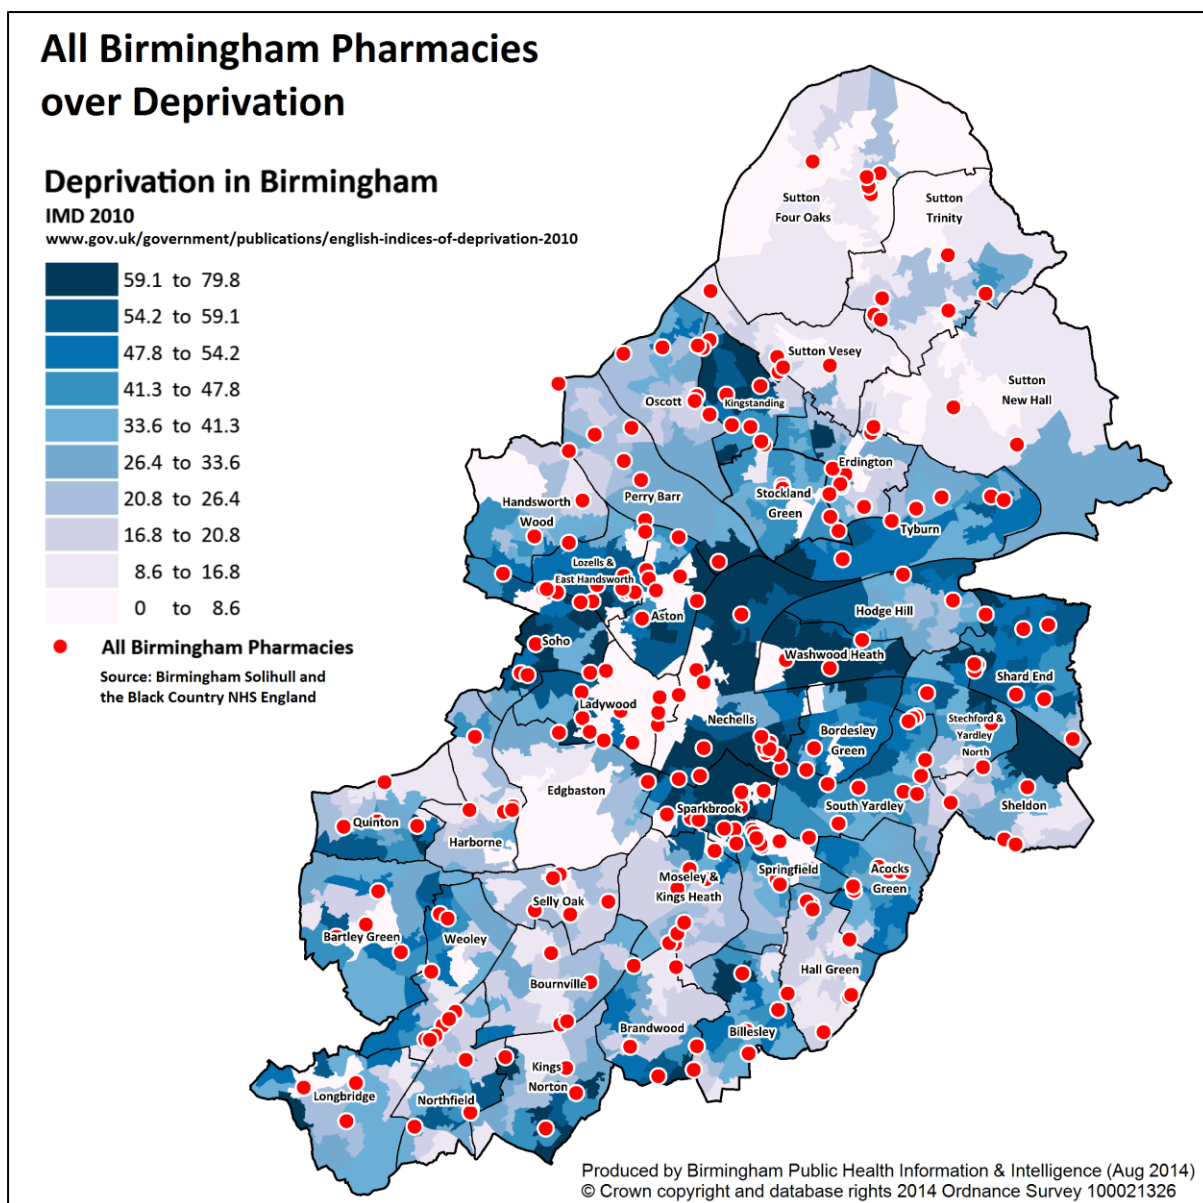 All Birmingham Pharmacies
over Deprivation
Deprivation in Birmingham
IMD 2010
www.gov.uk/government/publications/english-indices-of-deprivation-2010
59.1 to 79.8
54.2 to 59.1
47.8 to 54.2
41.3 to 47.8
33.6 to 41.3
26.4 to 33.6
20.8 to 26.4
16.8 to 20.8
8.6 to 16.8
0 to 8.6
All Birmingham Pharmacies
Source: Birmingham Solihull and
the Black Country NHS England
Sutton
Four Oaks
Sutton
Trinity
Sutton Vesey
Sutton
New Hall
Oscott
Kingstanding
Erdington
Stockland
Green
Perry Barr
Handsworth
Wood
Tyburn
Lozells &
East Handsworth
Aston
Hodge Hill
Soho
Washwood Heath
Shard End
Ladywood
Nechells
Bordesley
Green
Stechford &
Yardley
North
Edgbaston
Sparkbrook
South Yardley
Sheldon
Quinton
Harborne
Springfield
Acocks
Green
Moseley &
Kings Heath
Selly Oak
Bartley Green
Weoley
Hall Green
Bournville
Brandwood
Billesley
Kings
Norton
Longbridge
Northfield
Produced by Birmingham Public Health Information & Intelligence (Aug 2014)
© Crown copyright and database rights 2014 Ordnance Survey 100021326